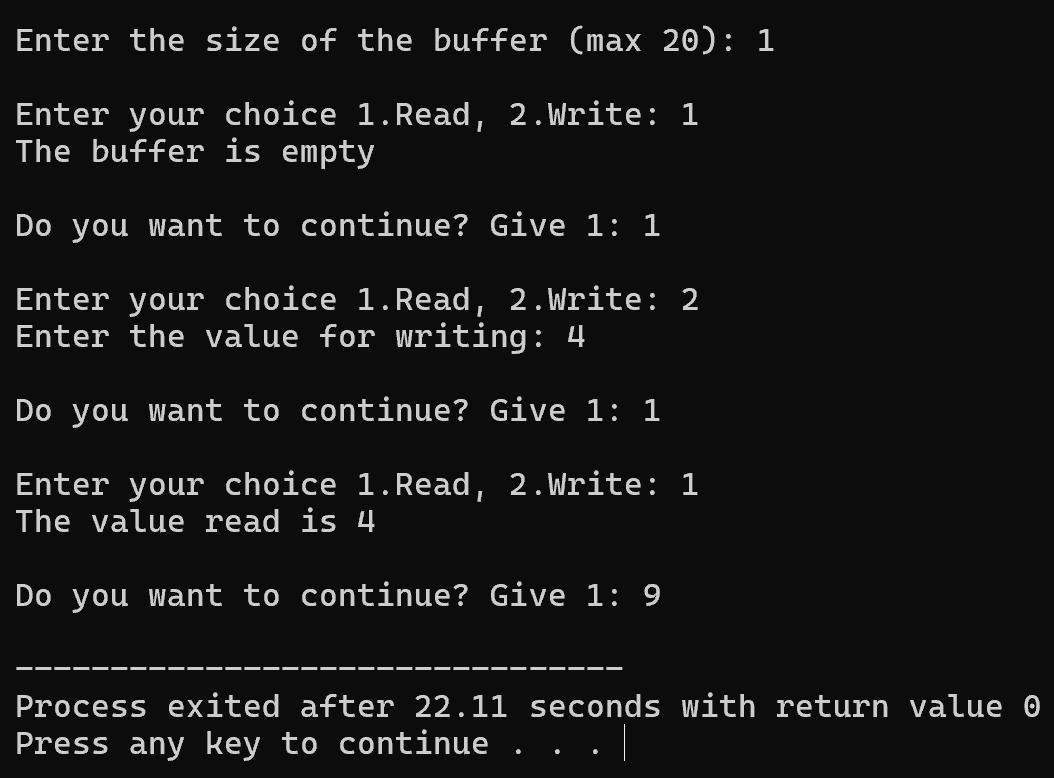 Enter the size of the buffer (max 20): 1
Enter your choice 1.Read, 2.Write: 1
The buffer is empty
Do you want to continue? Give 1: 1
Enter your choice 1.Read, 2.Write: 2
Enter the value for writing: 4
Do you want to continue? Give 1: 1
Enter your choice 1.Read, 2.Write: 1
The value read is 4
Do you want to continue? Give 1: 9
--------------------------------
Process exited after 22.11 seconds with return value 0
Press any key to continue . . .